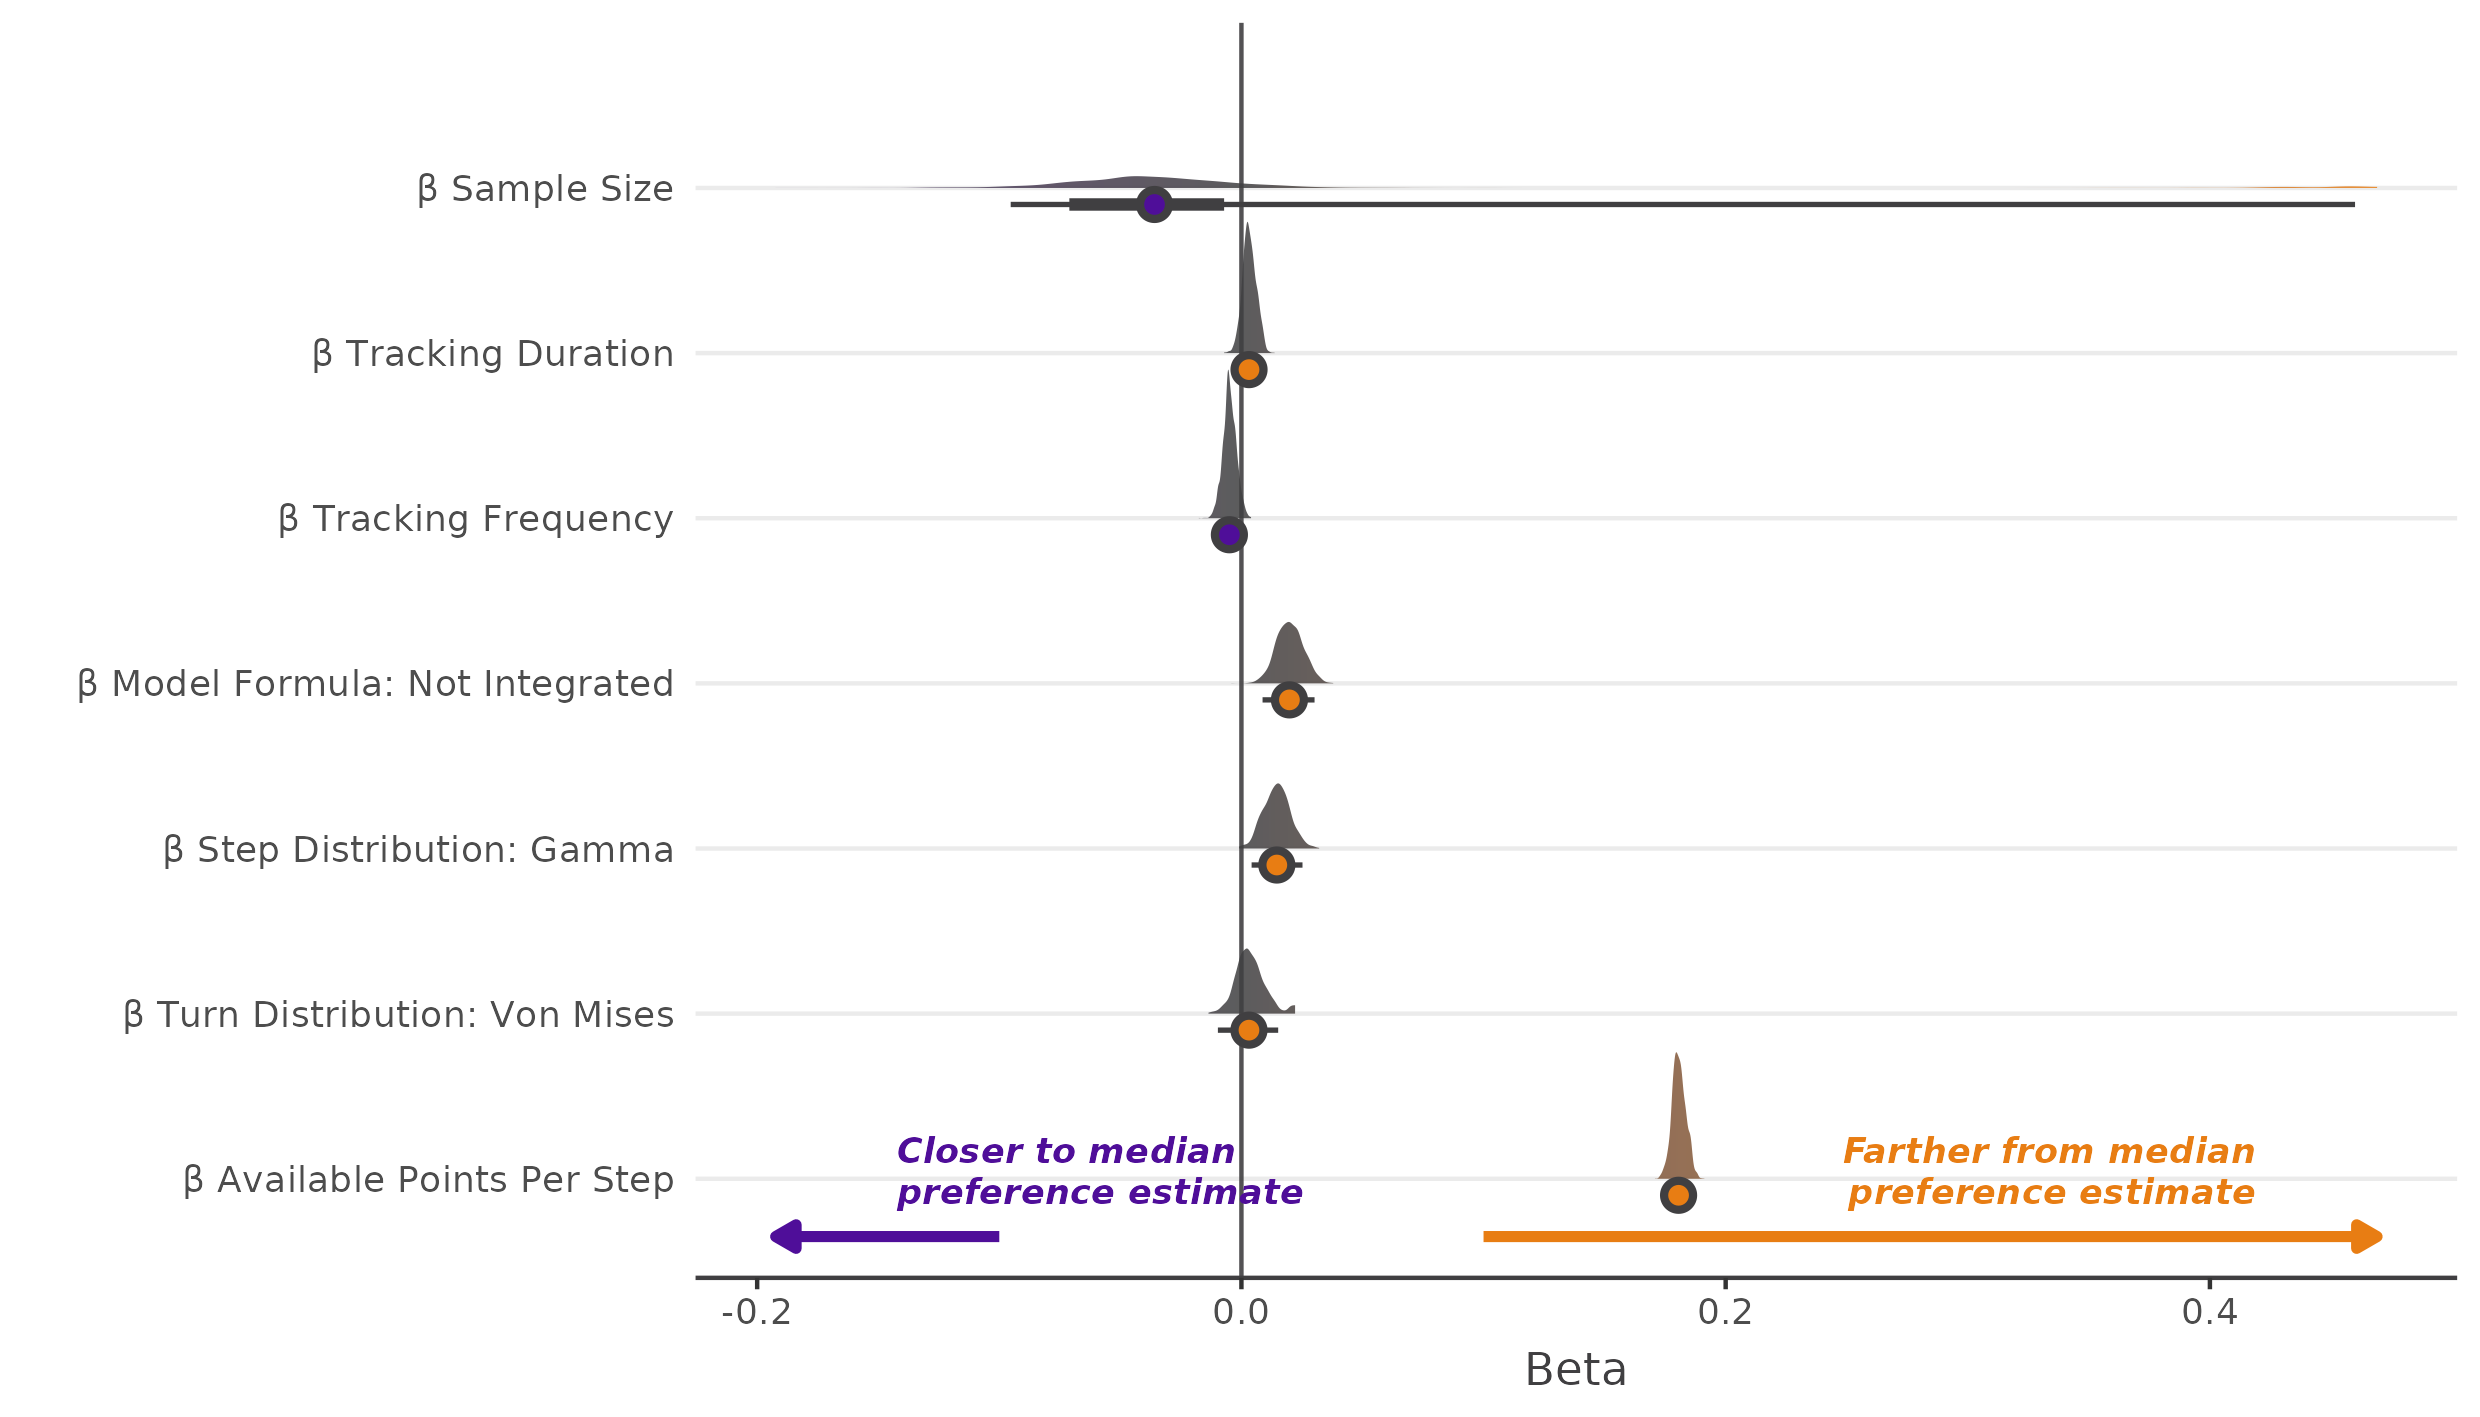 β Sample Size
β Tracking Duration
β Tracking Frequency
β Model Formula: Not Integrated
β Step Distribution: Gamma
β Turn Distribution: Von Mises
β Available Points Per Step
Closer to median
preference estimate
Farther from median
preference estimate
-0.2
0.0
0.2
0.4
Beta